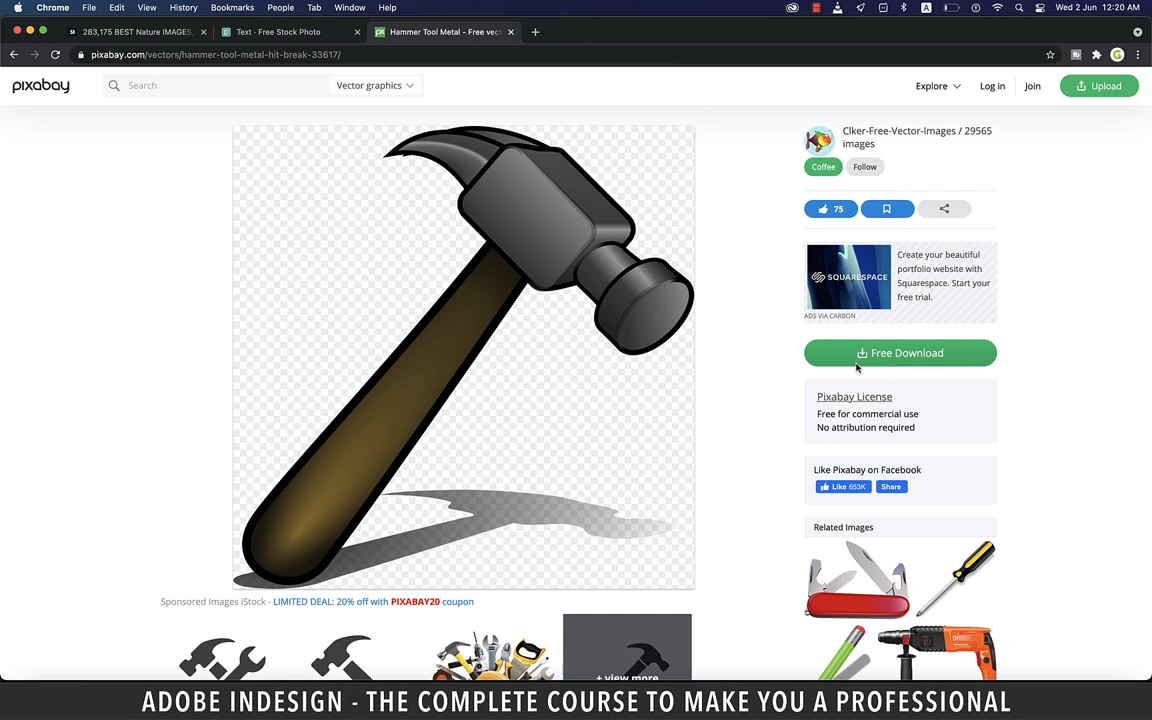 Chrome File Edit View History Bookmarks People Tab Window Help
A Wed 2 Jun 12:20 AM
St 283,175 BEST Nature IMAGES,
Text · Free Stock Photo
px Hammer Tool Metal - Free vect
pixabay.com/vectors/hammer-tool-metal-hit-break-33617/
G
pixabay
Search
Vector graphics
Explore
Log in
Join
Upload
Clker-Free-Vector-Images / 29565
images
Coffee
Follow
75
SQUARESPACE
Create your beautiful
portfolio website with
Squarespace. Start your
free trial.
ADS VIA CARBON
Free Download
Pixabay License
Free for commercial use
No attribution required
Like Pixabay on Facebook
Like 653K
Share
Related Images
Sponsored Images iStock - LIMITED DEAL: 20% off with PIXABAY20 coupon
+ view more
ADOBE INDESIGN - THE COMPLETE COURSE TO MAKE YOU A PROFESSIONAL